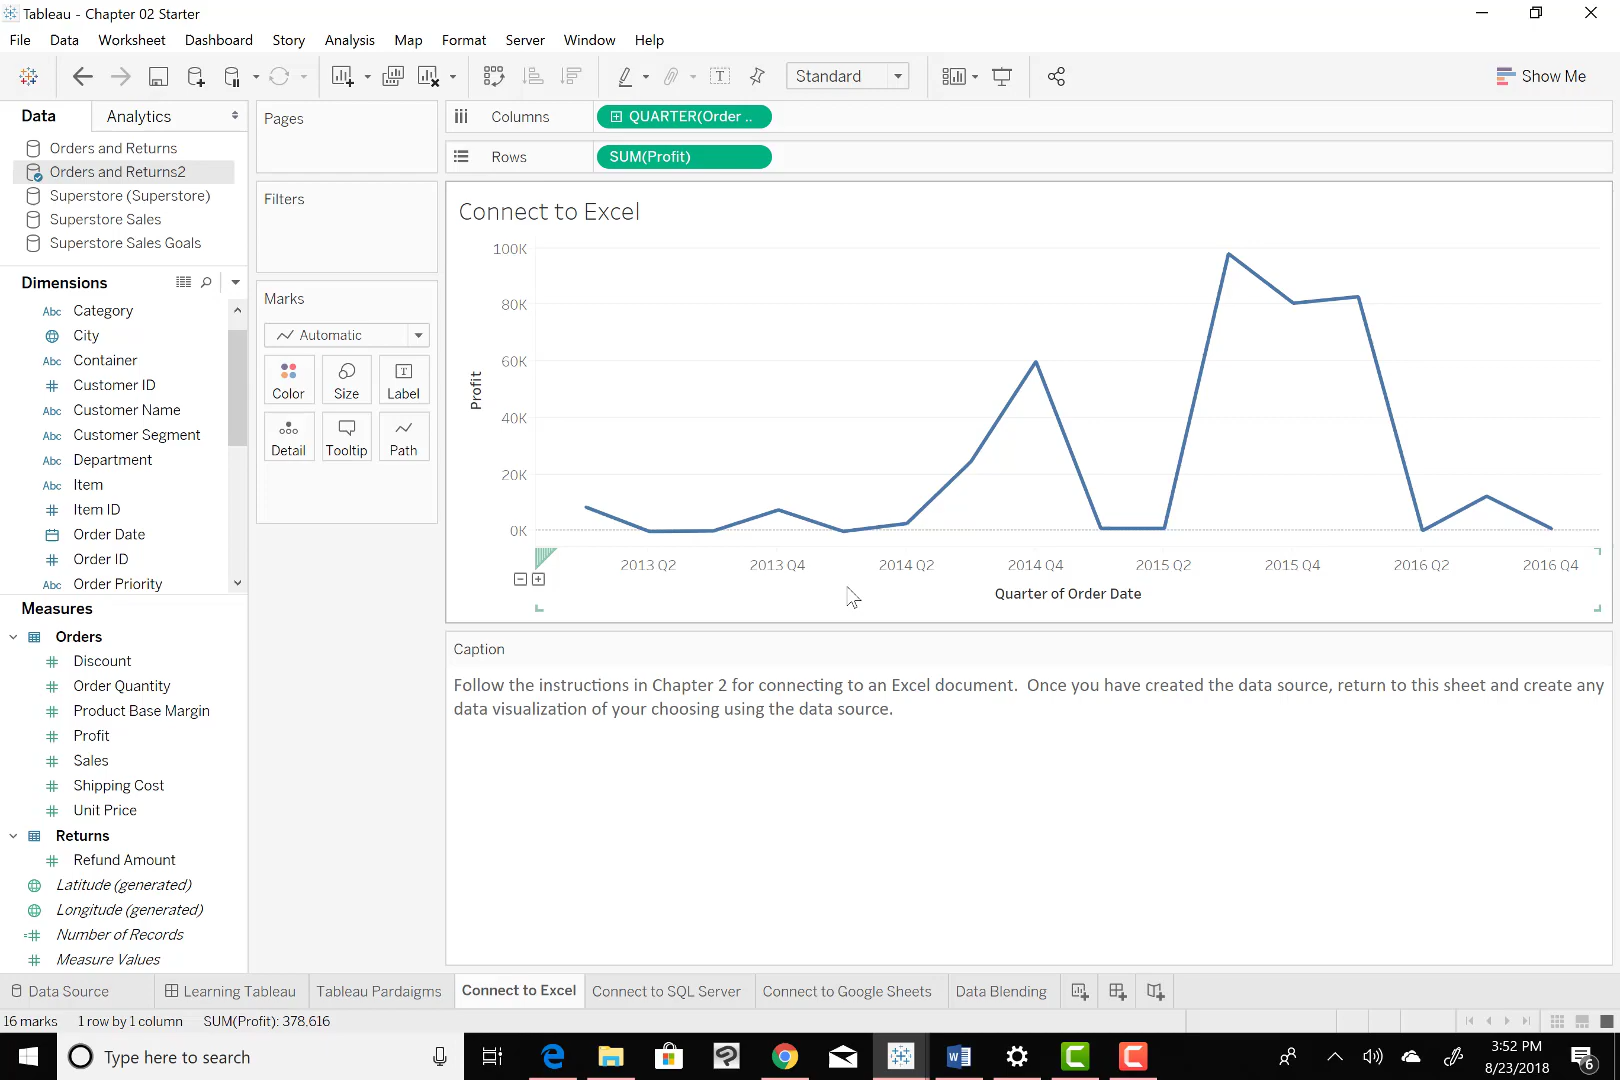 Tableau - Chapter 02 Starter
File Data Worksheet Dashboard Story Analysis Map Format Server Window Help
Standard
Show Me
Data
Analytics
Orders and Returns
Orders and Returns2
Superstore (Superstore)
Superstore Sales
Superstore Sales Goals
Dimensions
Abc Category
City
Abc Container
Customer ID
Abc Customer Name
Abc Customer Segment
Abc Department
Abc Item
Item ID
Order Date
Order ID
Abc Order Priority
Measures
Orders
Discount
Order Quantity
Product Base Margin
Profit
Sales
Shipping Cost
Unit Price
Returns
Refund Amount
Latitude (generated)
Longitude (generated)
Number of Records
Measure Values
Pages
Filters
Marks
Automatic
Color
Size
Label
Detail
Tooltip
Path
Columns
QUARTER(Order ..
Rows
SUM(Profit)
Connect to Excel
100K
80K
60K
40K
20K
0K
Profit
2013 Q2
2013 Q4
2014 Q2
2014 Q4
2015 Q2
2015 Q4
2016 Q2
2016 Q4
Quarter of Order Date
Caption
Follow the instructions in Chapter 2 for connecting to an Excel document. Once you have created the data source, return to this sheet and create any
data visualization of your choosing using the data source.
Data Source
Learning Tableau
Tableau Pardaigms
Connect to Excel
Connect to SQL Server
Connect to Google Sheets
Data Blending
16 marks
1 row by 1 column
SUM(Profit): 378,616
Type here to search
3:52 PM
8/23/2018
6